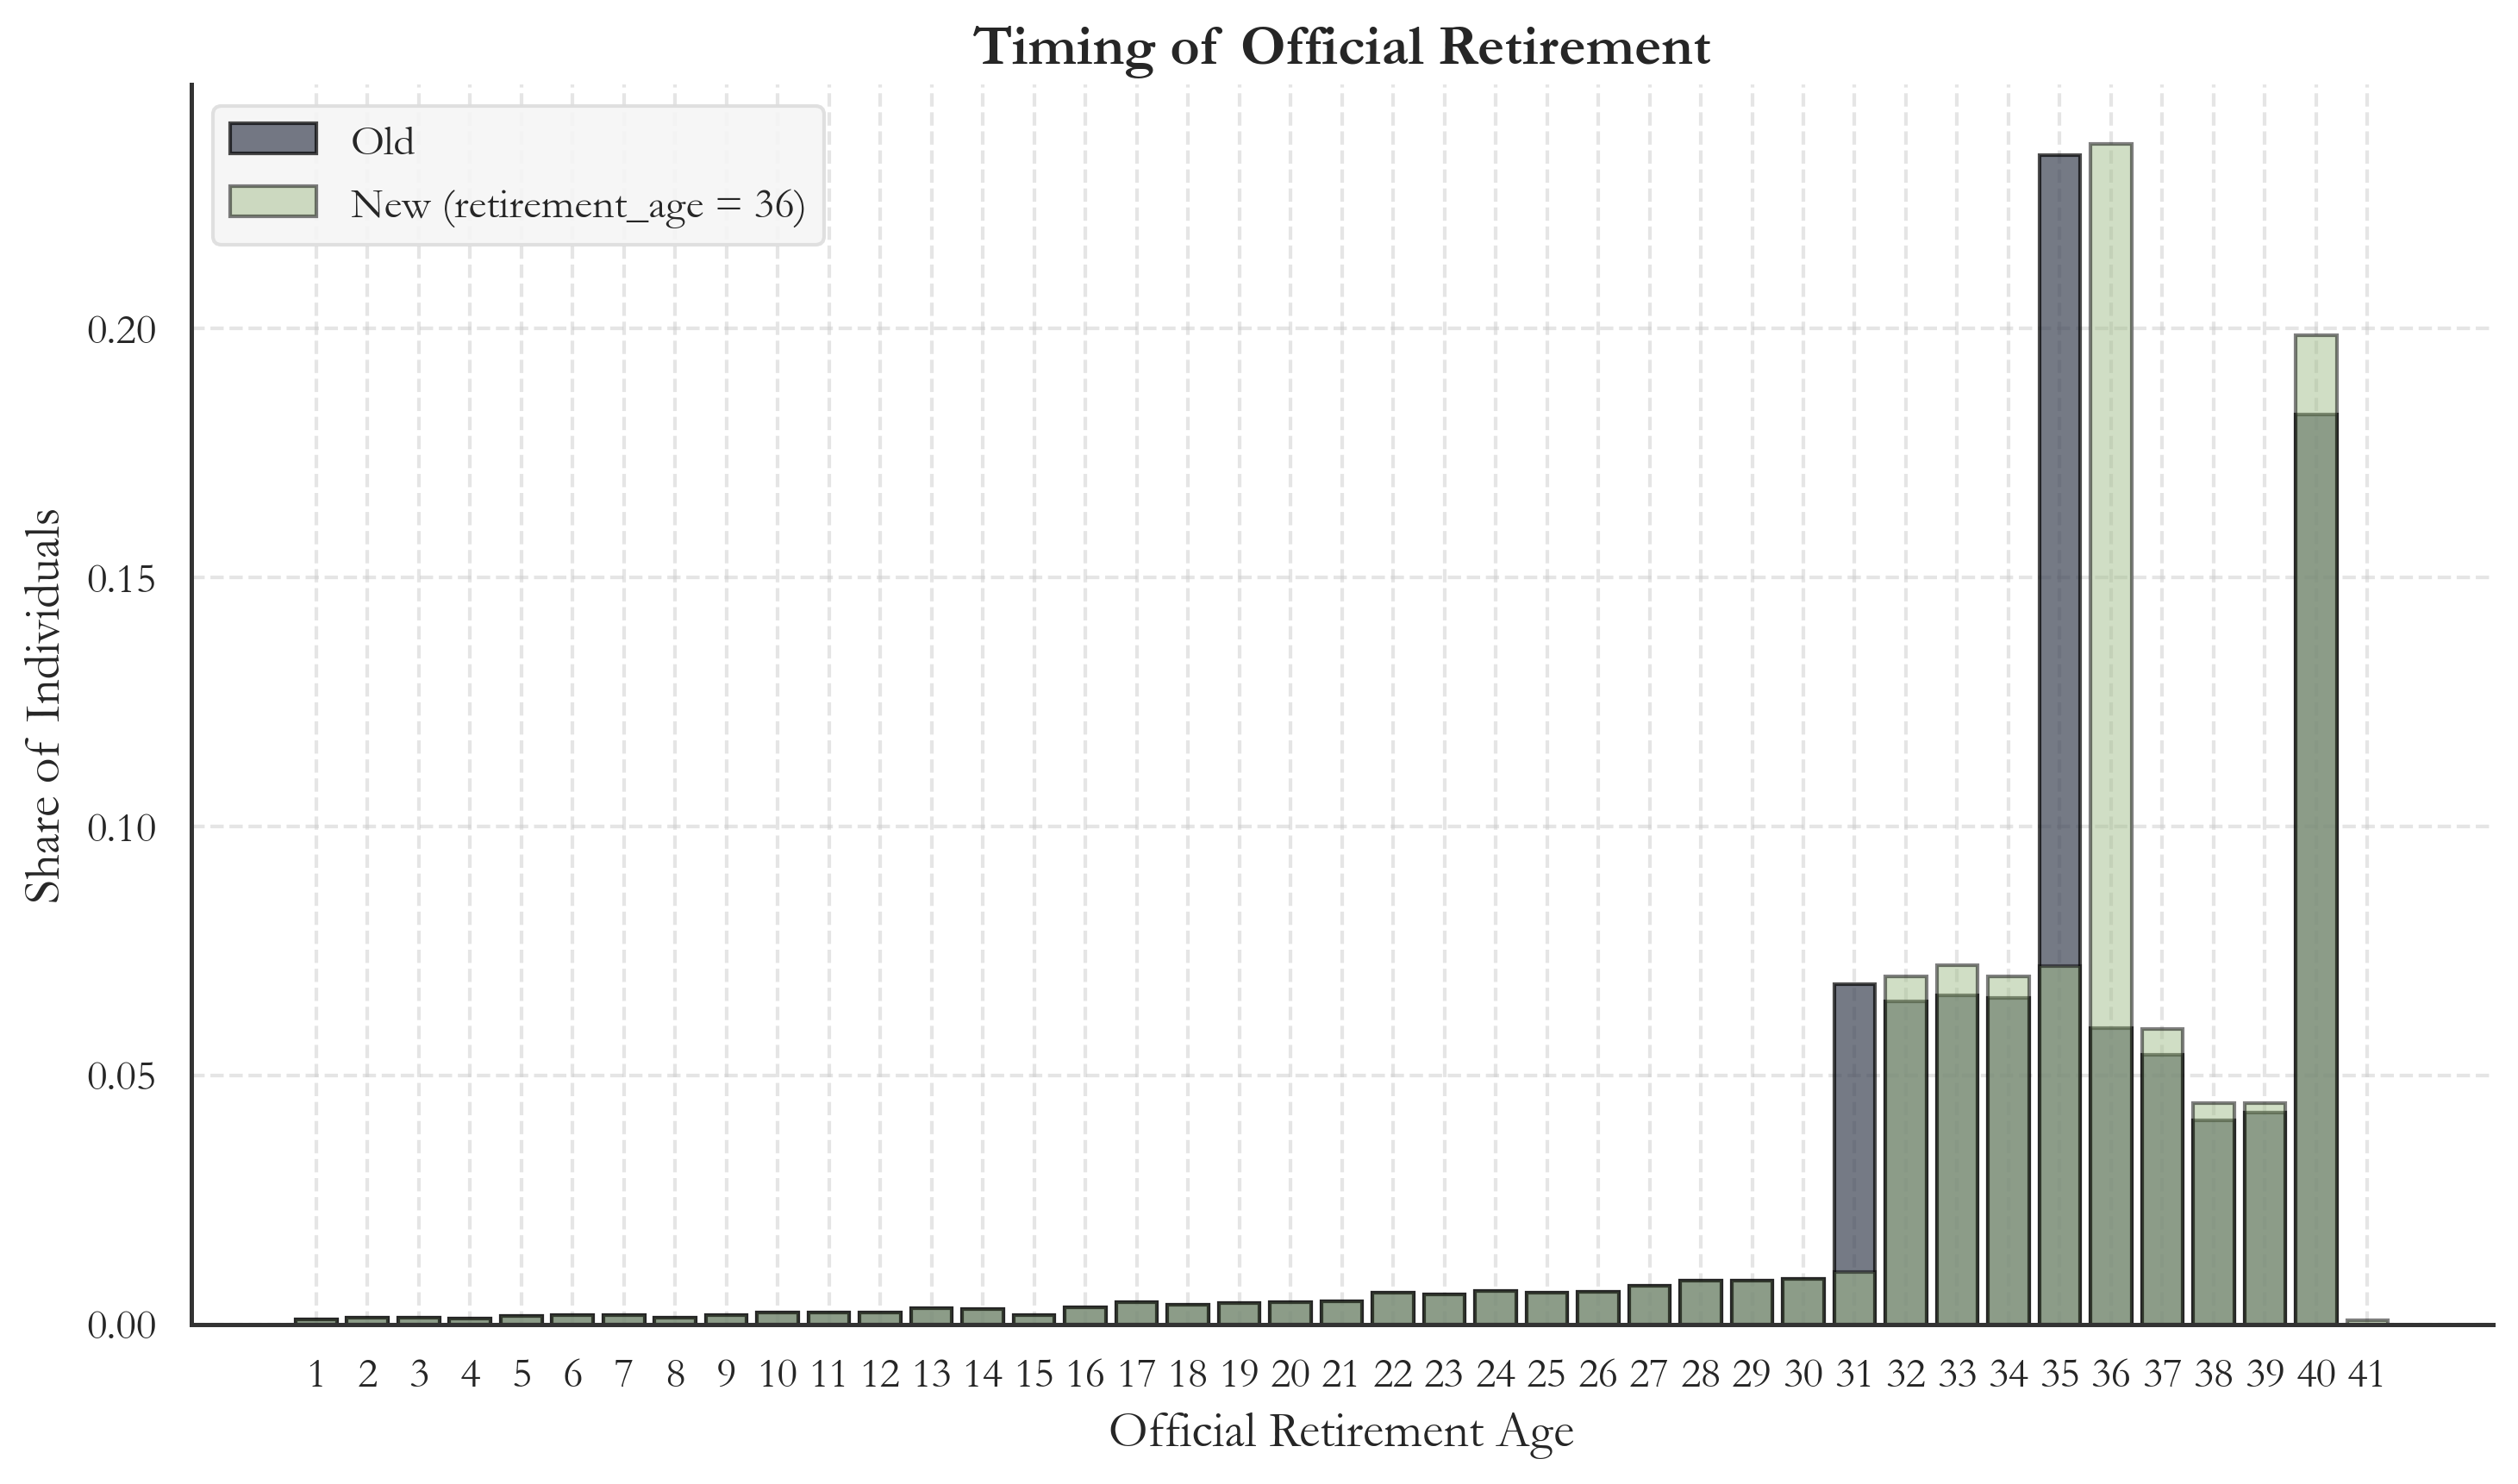 Timing of Official Retirement
Old
New (retirement_age = 36)
Share of Individuals
0.20
0.15
0.10
0.05
0.00
1 2 3 4 5 6 7 8 9 10 11 12 13 14 15 16 17 18 19 20 21 22 23 24 25 26 27 28 29 30 31 32 33 34 35 36 37 38 39 40 41
Official Retirement Age